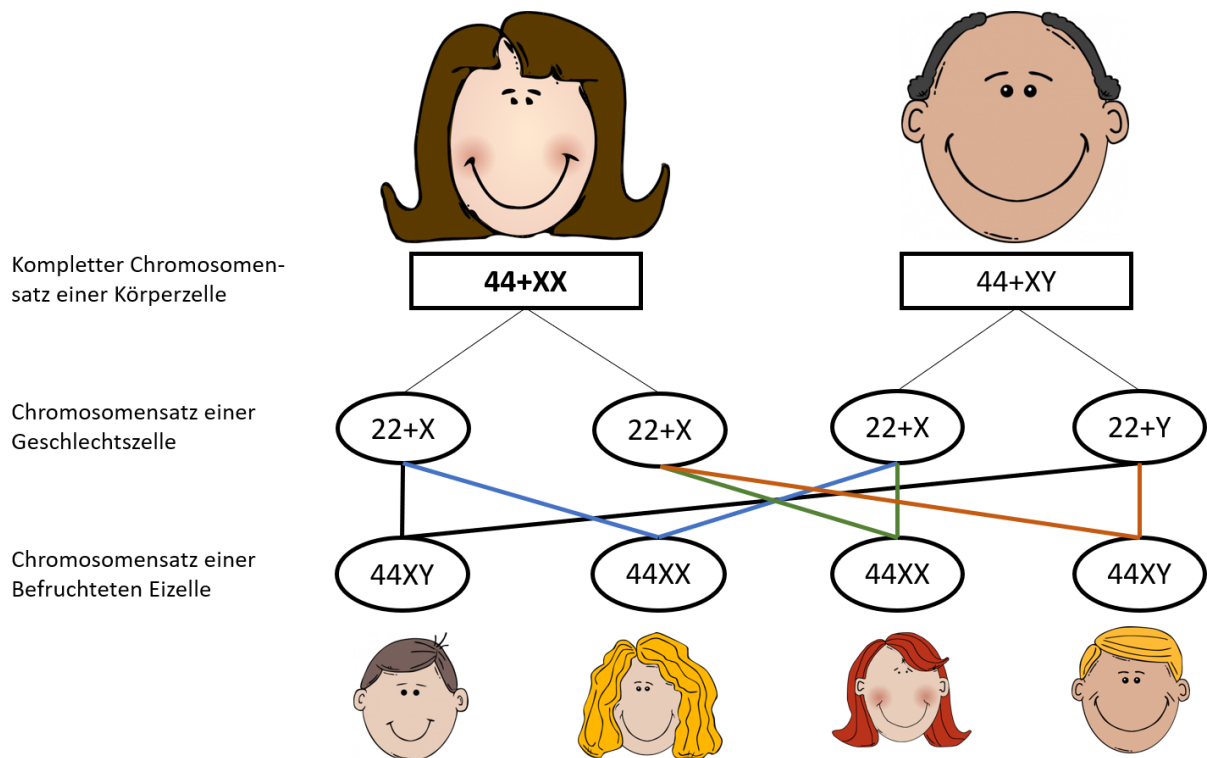 Kompletter Chromosomen-
satz einer Körperzelle
44+XX
44+XY
Chromosomensatz einer
Geschlechtszelle
22+X
22+X
22+X
22+Y
Chromosomensatz einer
Befruchteten Eizelle
44XY
44XX
44XX
44XY